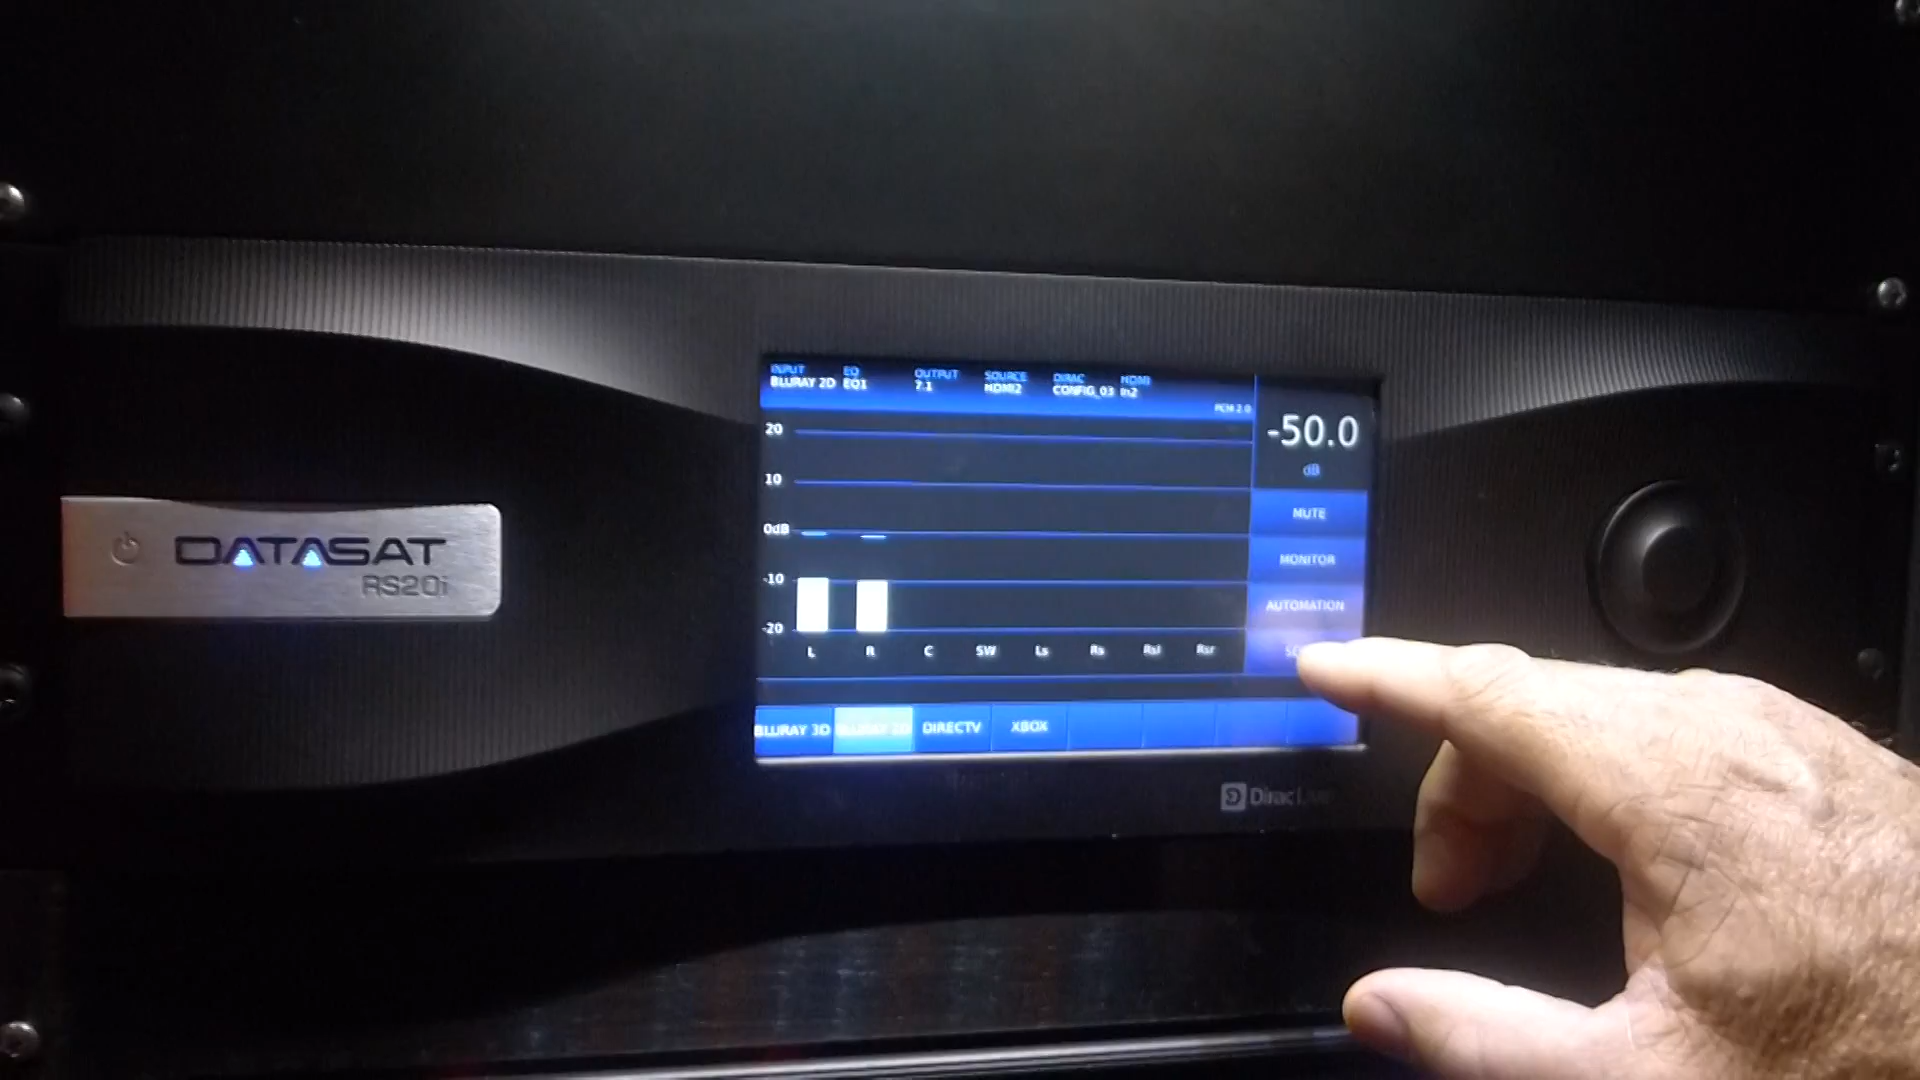 INPUT EQ OUTPUT SOURCE DIRAC HDMI
BLURAY 2D EQ1 7.1 HDMI2 CONFIG_03 In2
PCM 2.0
-50.0
dB
20
10
0dB
-10
-20
L R C SW Ls Rs Rsl Rsr
MUTE
MONITOR
AUTOMATION
BLURAY 3D BLURAY 2D DIRECTV XBOX
DATASAT
RS20i
Dirac Live